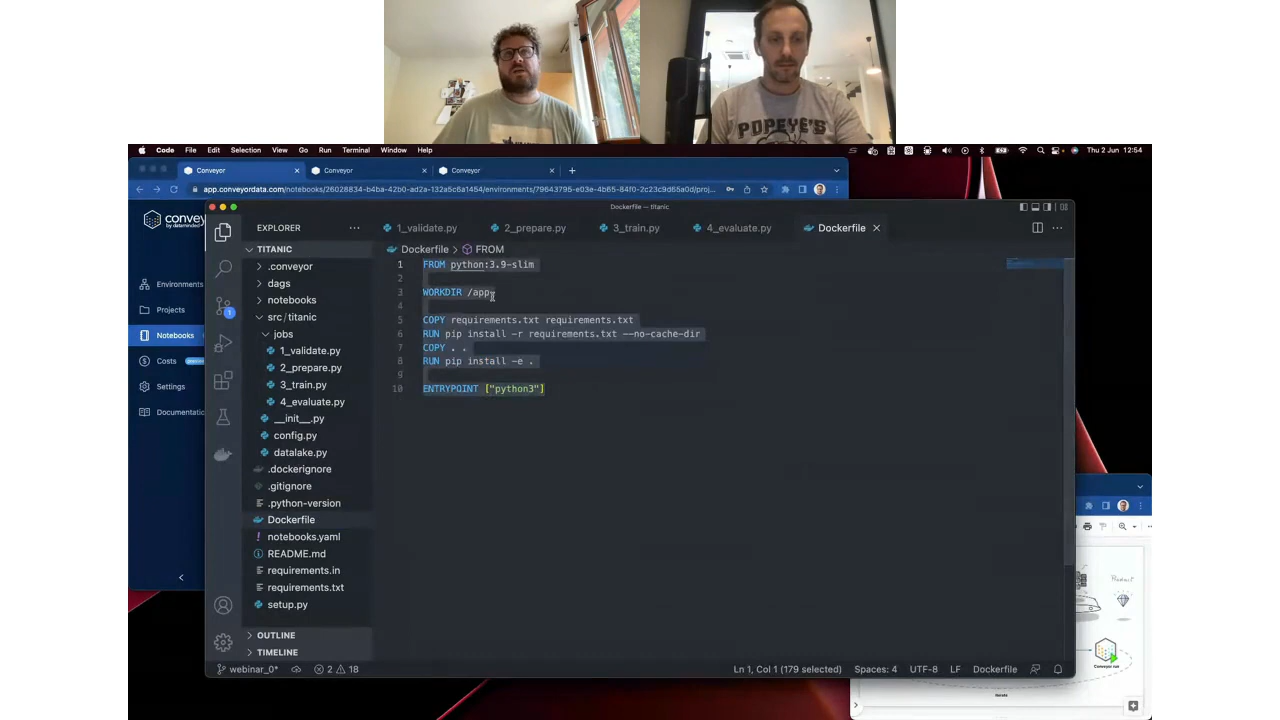 POPEYE'S
Code File Edit Selection View Go Run Terminal Window Help
Thu 2 Jun 12:54
Conveyor
Conveyor
Conveyor
Dockerfile — titanic
by dataminded
Environments
Projects
Notebooks
Costs
Settings
EXPLORER
TITANIC
.conveyor
dags
notebooks
src/titanic
jobs
1_validate.py
2_prepare.py
3_train.py
4_evaluate.py
__init__.py
config.py
datalake.py
.dockerignore
.gitignore
.python-version
Dockerfile
notebooks.yaml
README.md
requirements.in
requirements.txt
setup.py
OUTLINE
TIMELINE
1_validate.py 2_prepare.py 3_train.py 4_evaluate.py Dockerfile
Dockerfile > FROM
1 FROM python:3.9-slim
2
3 WORKDIR /app
4
5 COPY requirements.txt requirements.txt
6 RUN pip install -r requirements.txt --no-cache-dir
7 COPY . .
8 RUN pip install -e .
9
10 ENTRYPOINT ["python3"]
webinar_0* 2 18
Ln 1, Col 1 (179 selected) Spaces: 4 UTF-8 LF Dockerfile
Product
Conveyor run
Iterate